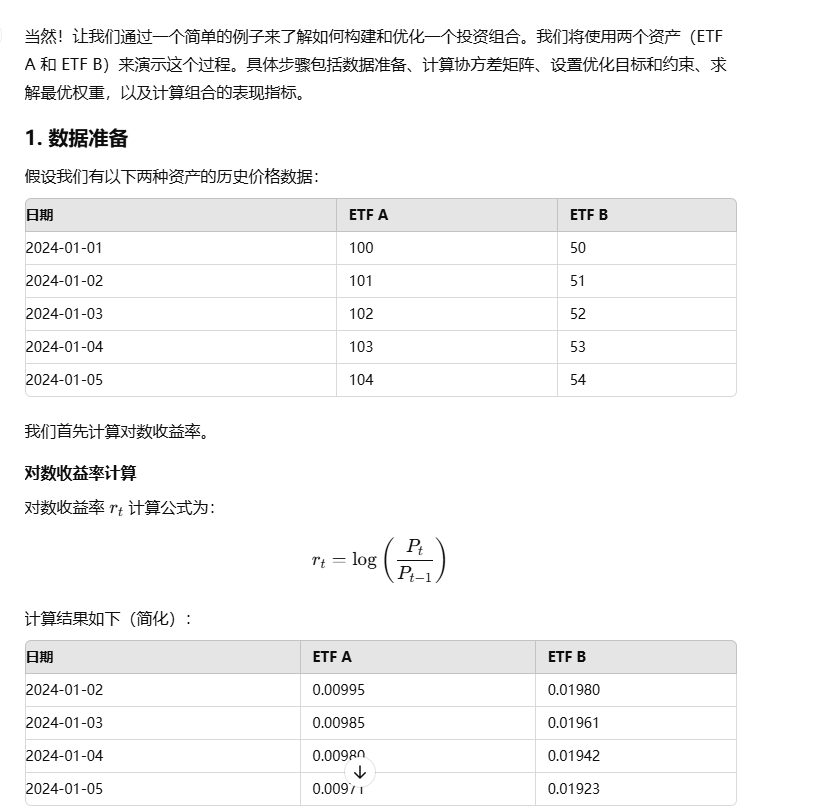 当然！让我们通过一个简单的例子来了解如何构建和优化一个投资组合。我们将使用两个资产（ETF
A 和 ETF B）来演示这个过程。具体步骤包括数据准备、计算协方差矩阵、设置优化目标和约束、求
解最优权重，以及计算组合的表现指标。
1. 数据准备
假设我们有以下两种资产的历史价格数据：
日期 ETF A ETF B
2024-01-01 100 50
2024-01-02 101 51
2024-01-03 102 52
2024-01-04 103 53
2024-01-05 104 54
我们首先计算对数收益率。
对数收益率计算
对数收益率 rₜ 计算公式为：
rₜ = log(Pₜ / Pₜ₋₁)
计算结果如下（简化）：
日期 ETF A ETF B
2024-01-02 0.00995 0.01980
2024-01-03 0.00985 0.01961
2024-01-04 0.00980 0.01942
2024-01-05 0.00971 0.01923